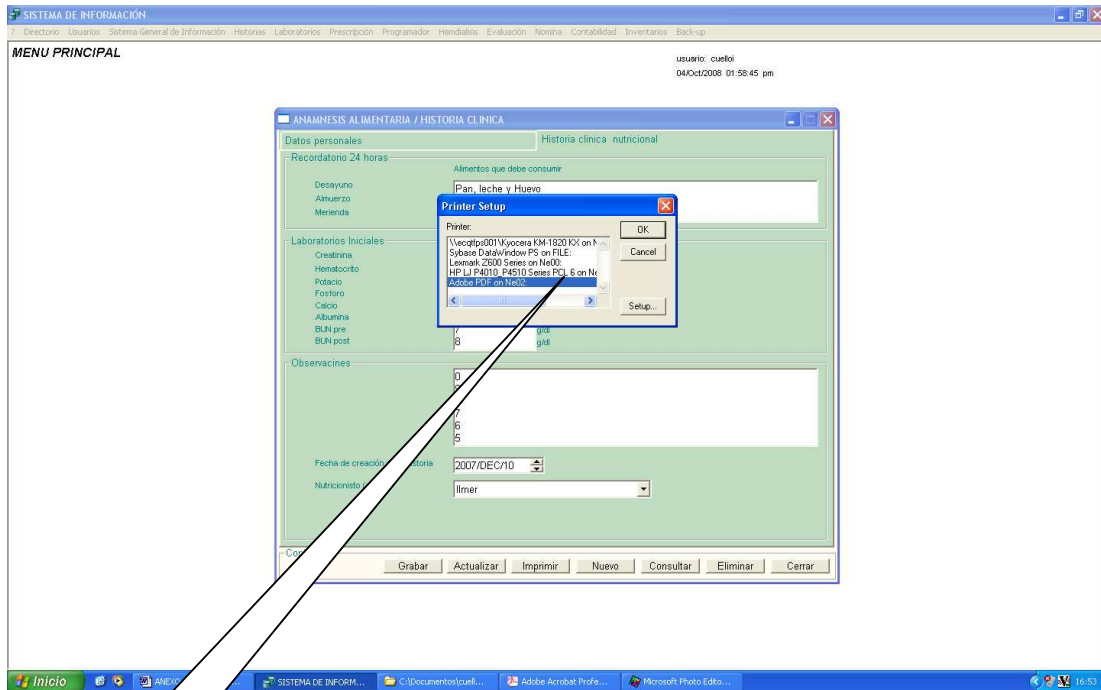 SISTEMA DE INFORMACIÓN
? Directorio Usuarios Sistema General de Información Historias Laboratorios Prescripción Programador Hemdialisis Evaluación Nomina Contabilidad Inventarios Back-up
MENU PRINCIPAL
usuario: cuelloi
04/Oct/2008 01:58:45 pm
ANAMNESIS ALIMENTARIA / HISTORIA CLINICA
Datos personales
Historia clinica nutricional
Recordatorio 24 horas
Alimentos que debe consumir
Desayuno
Pan, leche y Huevo
Almuerzo
Merienda
Printer Setup
Printer:
\\ecqtfps001\Kyocera KM-1820 KX on N
Sybase DataWindow PS on FILE:
Lexmark Z600 Series on Ne00:
HP LJ P4010_P4510 Series PCL 6 on Ne
Adobe PDF on Ne02:
OK
Cancel
Setup...
Laboratorios Iniciales
Creatinina
Hematocrito
Potacio
Fosforo
Calcio
Albumina
BUN pre
7 g/dl
BUN post
8 g/dl
Observacines
0
7
6
5
Fecha de creación
2007/DEC/10
Nutricionisto
Ilmer
Grabar Actualizar Imprimir Nuevo Consultar Eliminar Cerrar
Inicio
SISTEMA DE INFORM...
C:\Documentos\cuell...
Adobe Acrobat Profe...
Microsoft Photo Edito...
16:53